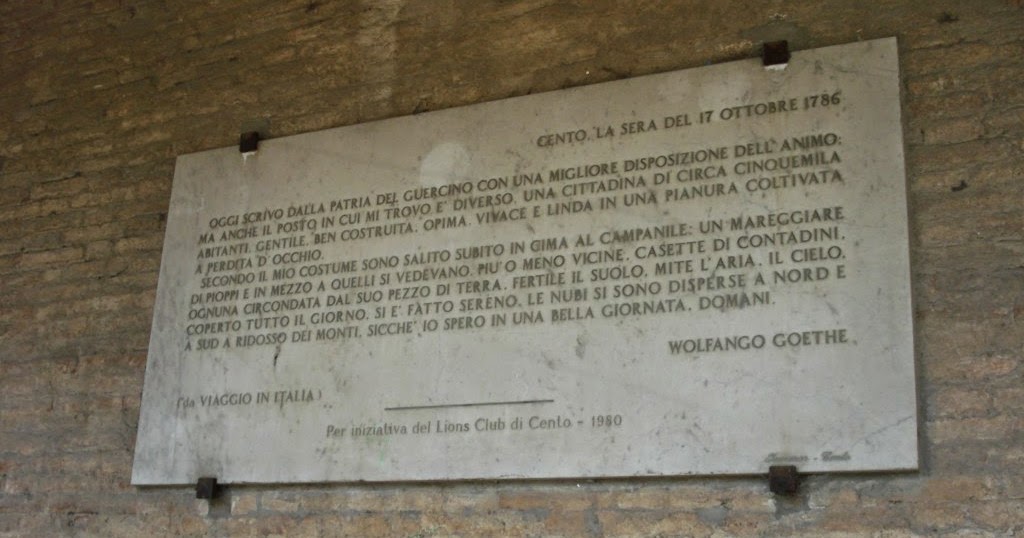 CENTO, LA SERA DEL 17 OTTOBRE 1786
OGGI SCRIVO DALLA PATRIA DEL GUERCINO CON UNA MIGLIORE DISPOSIZIONE DELL'ANIMO;
MA ANCHE IL POSTO IN CUI MI TROVO E' DIVERSO. UNA CITTADINA DI CIRCA CINQUEMILA
ABITANTI, GENTILE, BEN COSTRUITA, OPIMA, VIVACE E LINDA IN UNA PIANURA COLTIVATA
A PERDITA D'OCCHIO.
SECONDO IL MIO COSTUME SONO SALITO SUBITO IN CIMA AL CAMPANILE: UN MAREGGIARE
DI PIOPPI E IN MEZZO A QUELLI SI VEDEVANO, PIU' O MENO VICINE, CASETTE DI CONTADINI,
OGNUNA CIRCONDATA DAL SUO PEZZO DI TERRA. FERTILE IL SUOLO, MITE L'ARIA. IL CIELO,
COPERTO TUTTO IL GIORNO, SI E' FATTO SERENO, LE NUBI SI SONO DISPERSE A NORD E
A SUD A RIDOSSO DEI MONTI, SICCHE' IO SPERO IN UNA BELLA GIORNATA, DOMANI.
WOLFANGO GOETHE
(da VIAGGIO IN ITALIA)
Per iniziativa del Lions Club di Cento - 1980